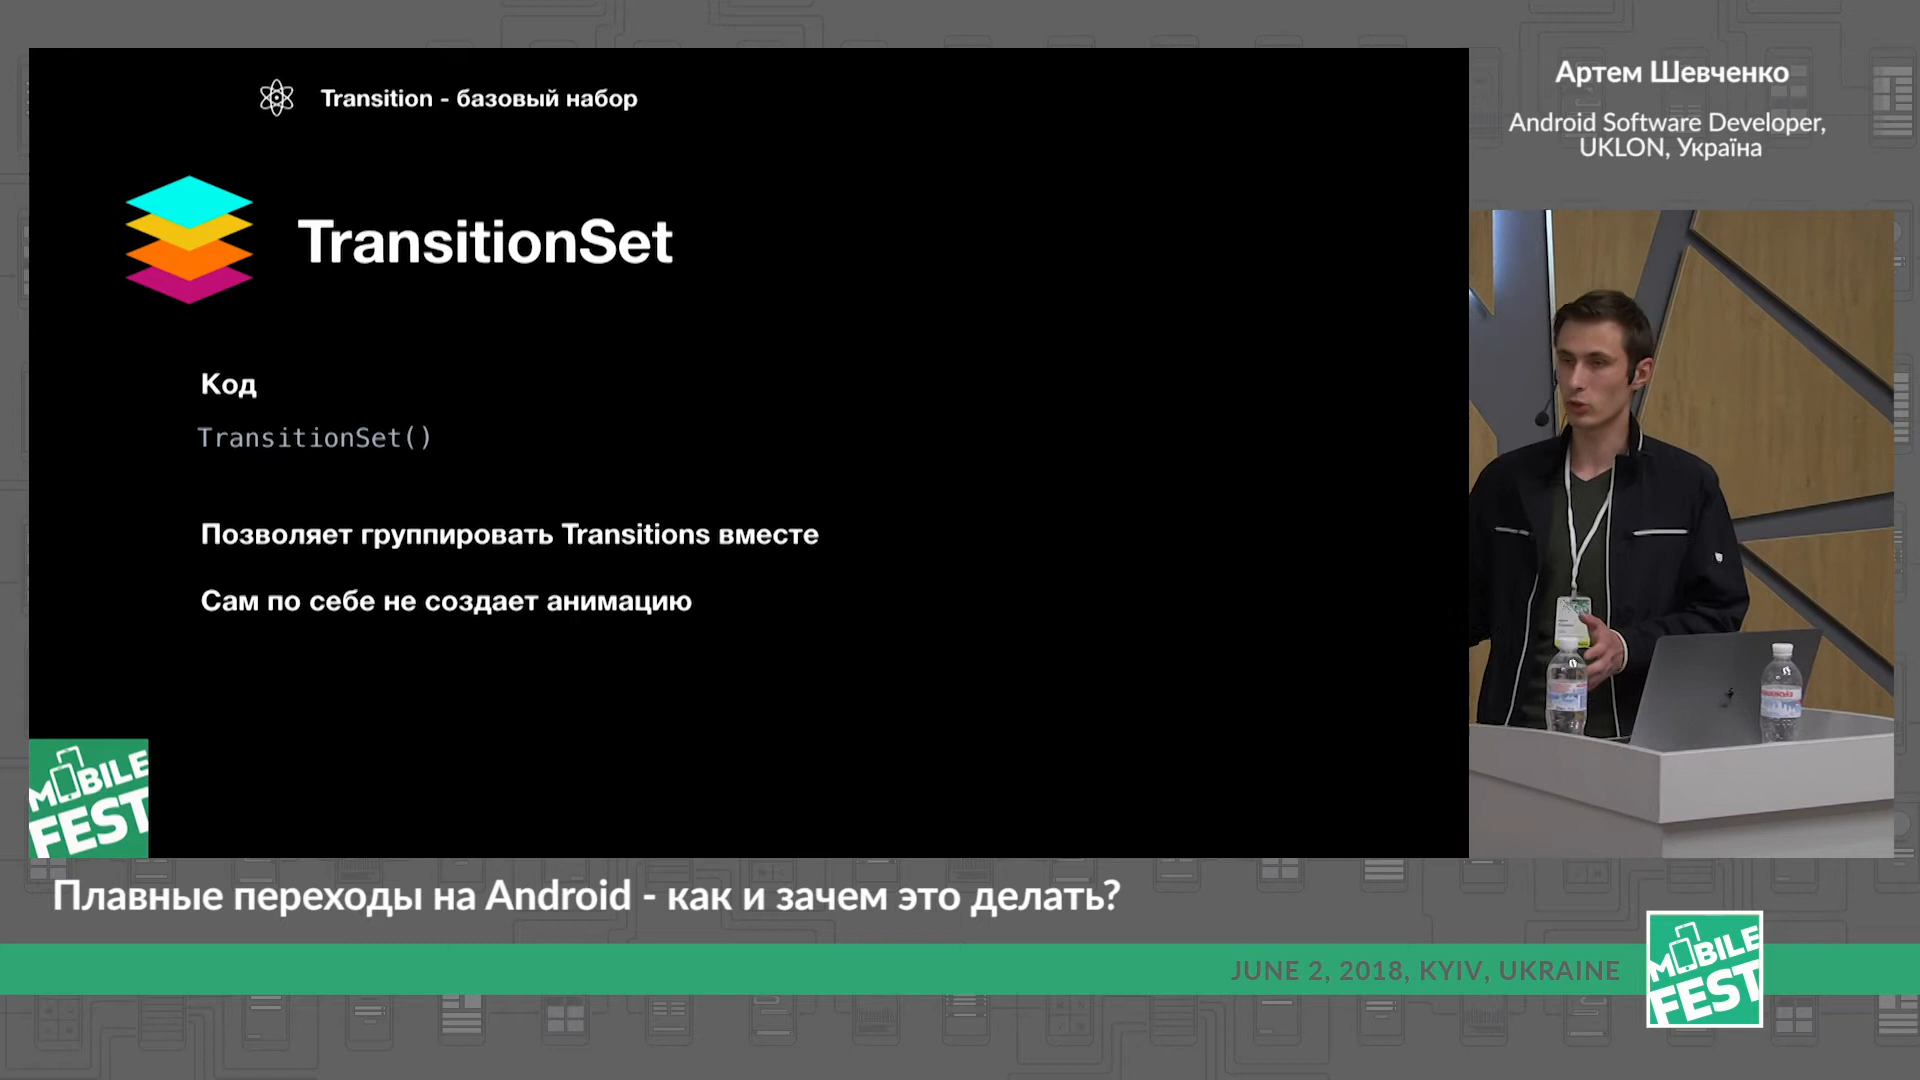 Transition - базовый набор
TransitionSet
Код
TransitionSet()
Позволяет группировать Transitions вместе
Сам по себе не создает анимацию
MOBILE
FEST
Артем Шевченко
Android Software Developer,
UKLON, Україна
Плавные переходы на Android - как и зачем это делать?
JUNE 2, 2018, KYIV, UKRAINE
MOBILE
FEST